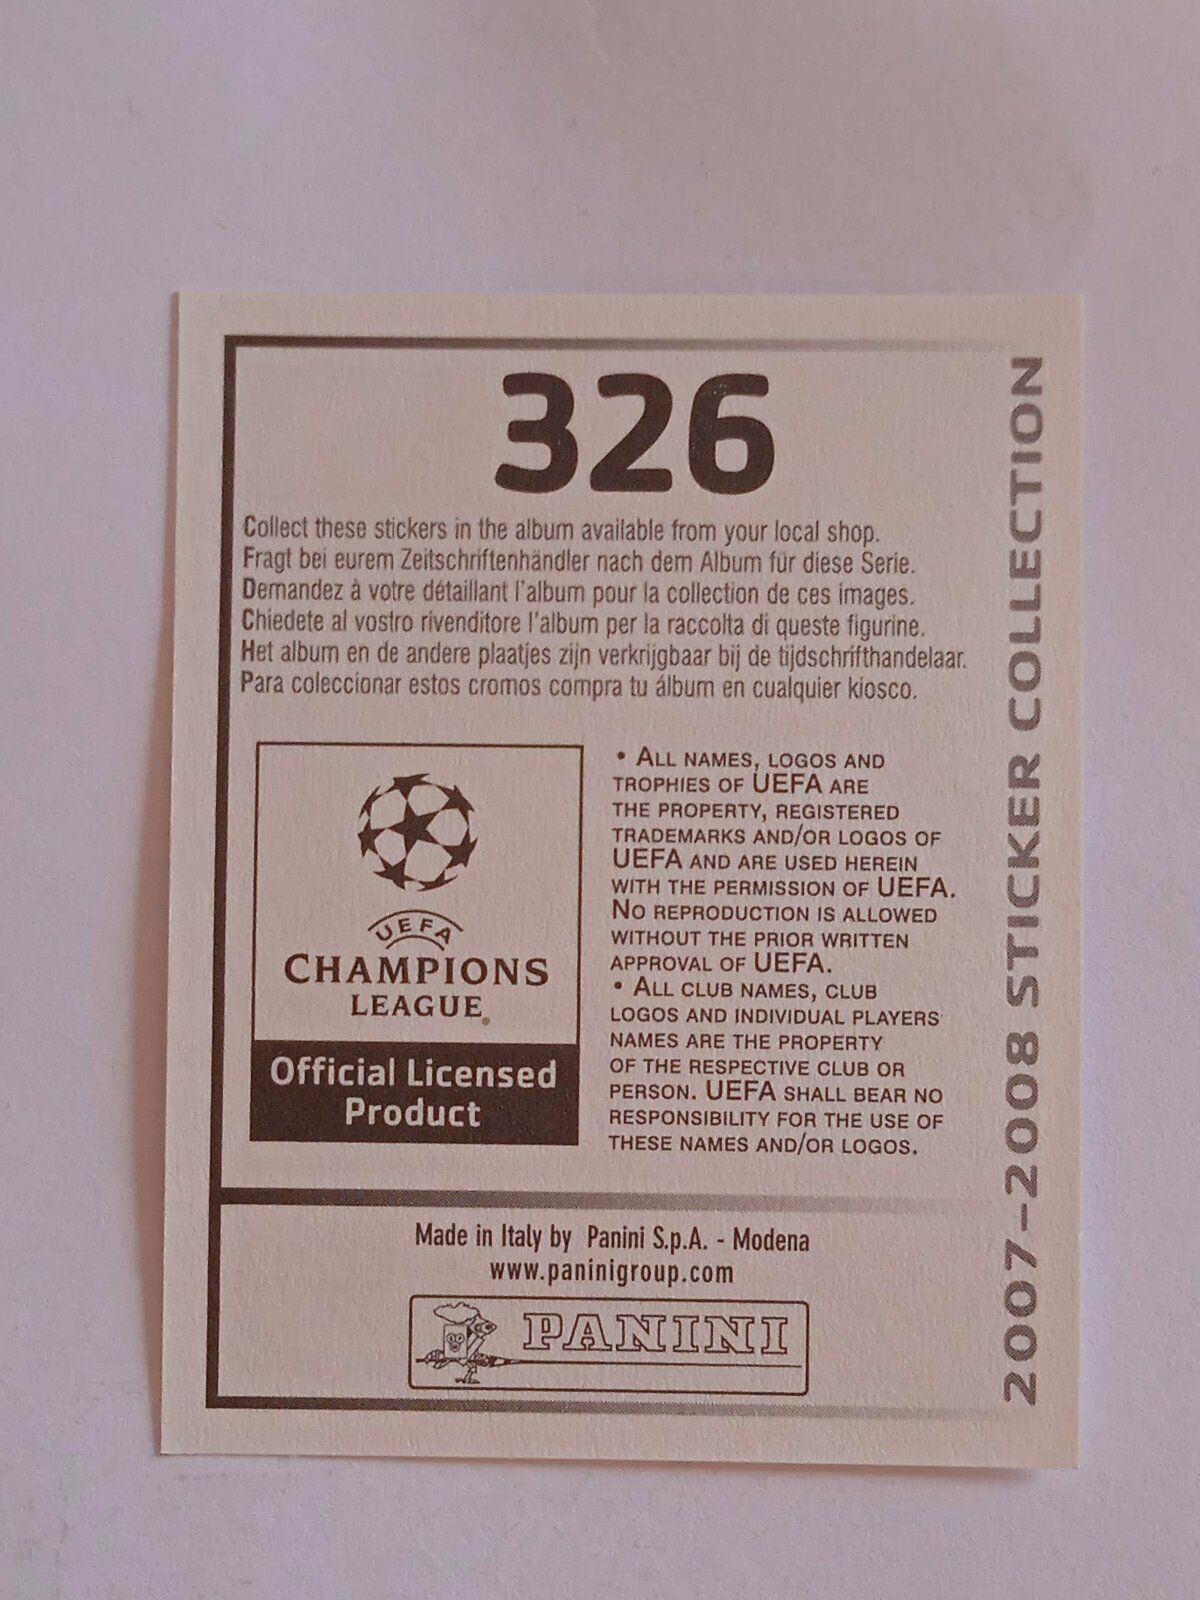 326
Collect these stickers in the album available from your local shop.
Fragt bei eurem Zeitschriftenhändler nach dem Album für diese Serie.
Demandez à votre détaillant l'album pour la collection de ces images.
Chiedete al vostro rivenditore l'album per la raccolta di queste figurine.
Het album en de andere plaatjes zijn verkrijgbaar bij de tijdschrifthandelaar.
Para coleccionar estos cromos compra tu álbum en cualquier kiosco.
UEFA
CHAMPIONS
LEAGUE
Official Licensed
Product
• ALL NAMES, LOGOS AND
TROPHIES OF UEFA ARE
THE PROPERTY, REGISTERED
TRADEMARKS AND/OR LOGOS OF
UEFA AND ARE USED HEREIN
WITH THE PERMISSION OF UEFA.
NO REPRODUCTION IS ALLOWED
WITHOUT THE PRIOR WRITTEN
APPROVAL OF UEFA.
• ALL CLUB NAMES, CLUB
LOGOS AND INDIVIDUAL PLAYERS
NAMES ARE THE PROPERTY
OF THE RESPECTIVE CLUB OR
PERSON. UEFA SHALL BEAR NO
RESPONSIBILITY FOR THE USE OF
THESE NAMES AND/OR LOGOS.
Made in Italy by Panini S.p.A. - Modena
www.paninigroup.com
PANINI
2007-2008 STICKER COLLECTION